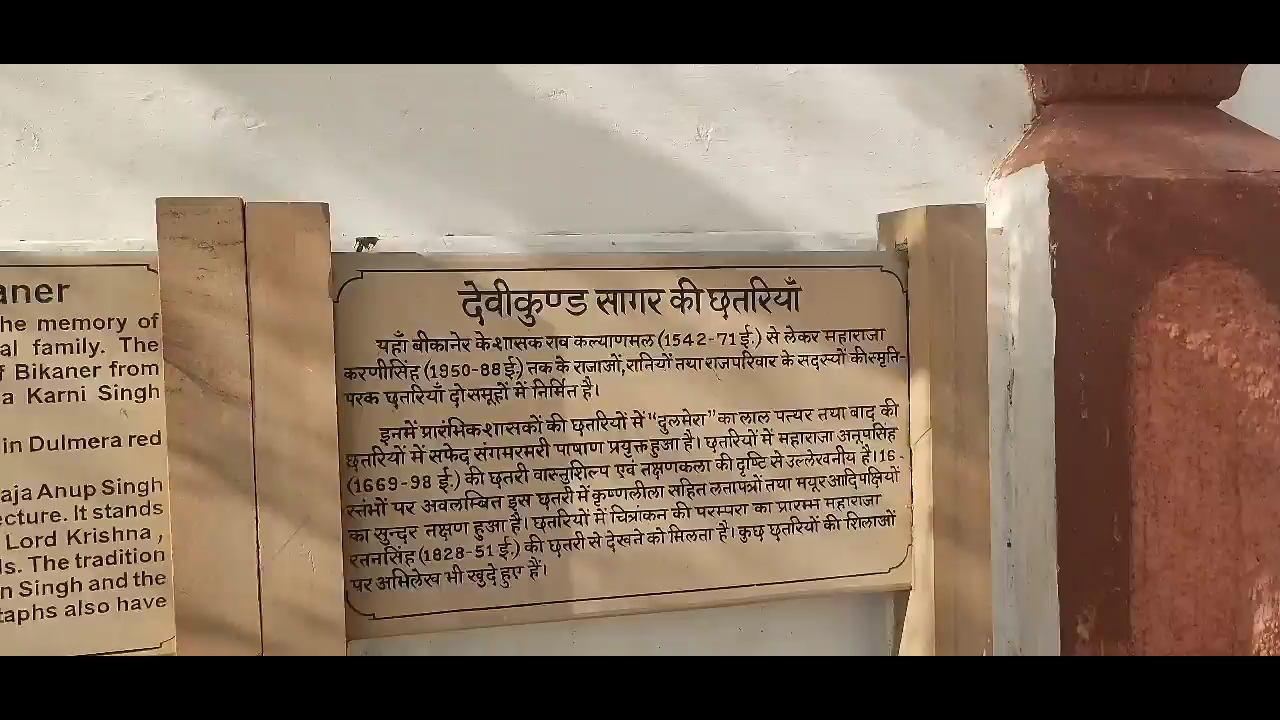 aner
he memory of
al family. The
f Bikaner from
a Karni Singh
in Dulmera red
aja Anup Singh
ecture. It stands
Lord Krishna ,
ls. The tradition
n Singh and the
taphs also have
देवीकुण्ड सागर की छतरियाँ
यहाँ बीकानेर के शासक राव कल्याणमल (1542-71 ई.) से लेकर महाराजा
करणीसिंह (1950-88 ई.) तक के राजाओं, रानियों तथा राजपरिवार के सदस्यों की स्मृति-
परक छतरियाँ दो समूहों में निर्मित है।
इनमें प्रारंभिक शासकों की छतरियों में "दुलमेरा" का लाल पत्थर तथा बाद की
छतरियों में सफेद संगमरमरी पाषाण प्रयुक्त हुआ है। छतरियों में महाराजा अनूपसिंह
(1669-98 ई.) की छतरी वास्तुशिल्प एवं तक्षणकला की दृष्टि से उल्लेखनीय है। 16-
स्तंभों पर अवलम्बित इस छतरी में कृष्णलीला सहित लतापत्रों तथा मयूर आदि पक्षियों
का सुन्दर तक्षण हुआ है। छतरियों में चित्रांकन की परम्परा का प्रारम्भ महाराजा
रतनसिंह (1828-51 ई.) की छतरी से देखने को मिलता है। कुछ छतरियों की शिलाओं
पर अभिलेख भी खुदे हुए हैं।